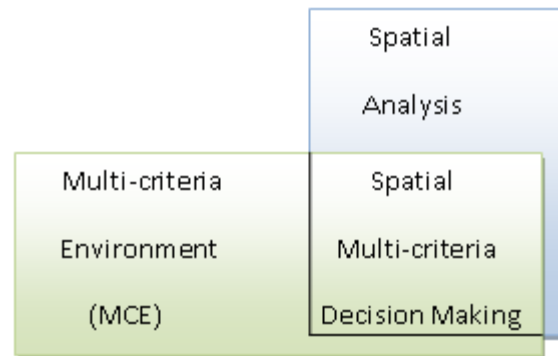 Spatial
Analysis
Multi-criteria
Environment
(MCE)
Spatial
Multi-criteria
Decision Making